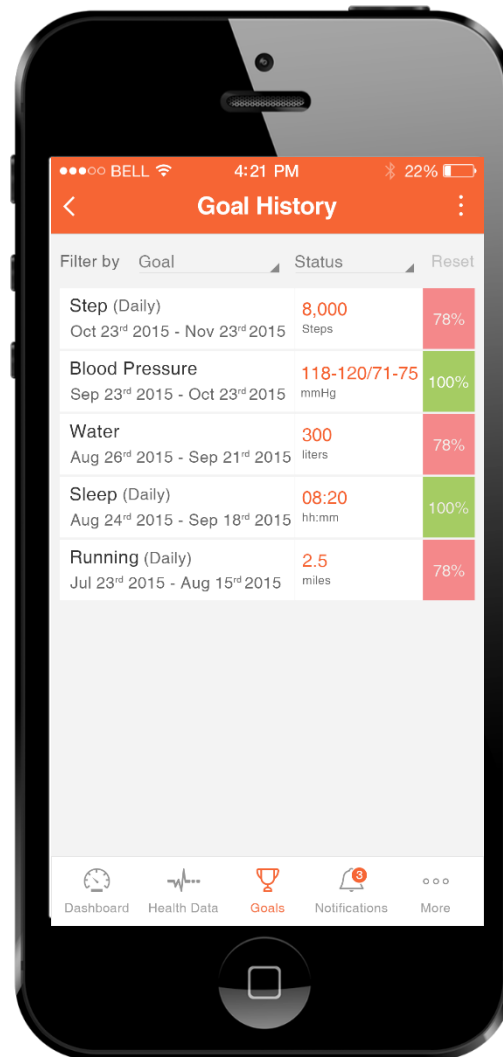 ●●●○○ BELL 4:21 PM 22%
Goal History
Filter by Goal Status Reset
Step (Daily) 8,000 78%
Oct 23rd 2015 - Nov 23rd 2015 Steps
Blood Pressure 118-120/71-75 100%
Sep 23rd 2015 - Oct 23rd 2015 mmHg
Water 300 78%
Aug 26rd 2015 - Sep 21rd 2015 liters
Sleep (Daily) 08:20 100%
Aug 24rd 2015 - Sep 18rd 2015 hh:mm
Running (Daily) 2.5 78%
Jul 23rd 2015 - Aug 15rd 2015 miles
3
Dashboard Health Data Goals Notifications More